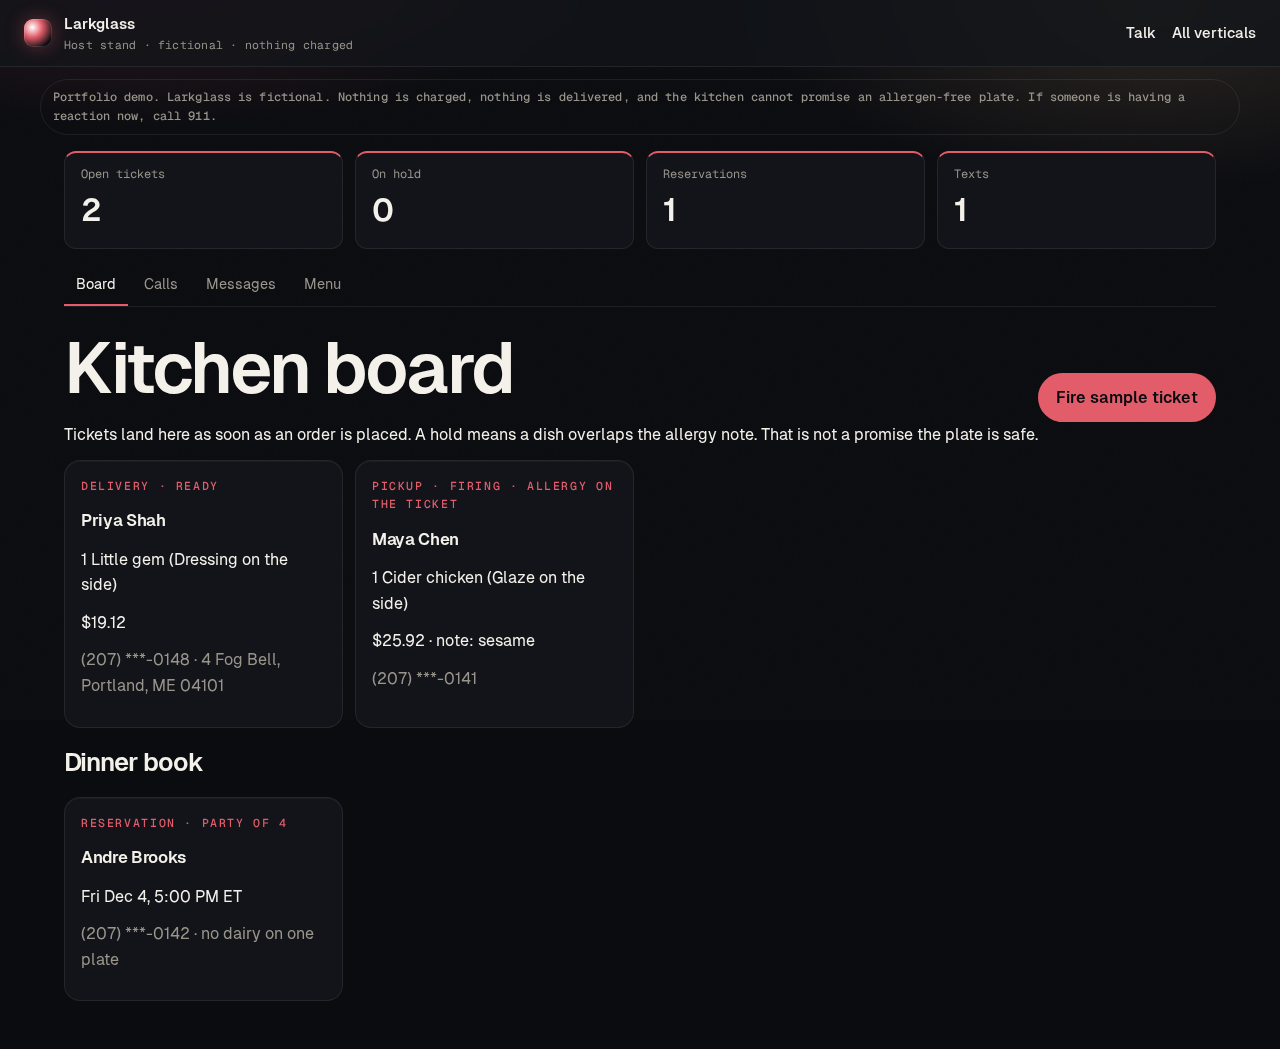 Larkglass
Host stand · fictional · nothing charged
Talk
All verticals
Portfolio demo. Larkglass is fictional. Nothing is charged, nothing is delivered, and the kitchen cannot promise an allergen-free plate. If someone is having a
reaction now, call 911.
Open tickets
2
On hold
0
Reservations
1
Texts
1
Board
Calls
Messages
Menu
Kitchen board
Fire sample ticket
Tickets land here as soon as an order is placed. A hold means a dish overlaps the allergy note. That is not a promise the plate is safe.
DELIVERY · READY
Priya Shah
1 Little gem (Dressing on the
side)
$19.12
(207) ***-0148 · 4 Fog Bell,
Portland, ME 04101
PICKUP · FIRING · ALLERGY ON
THE TICKET
Maya Chen
1 Cider chicken (Glaze on the
side)
$25.92 · note: sesame
(207) ***-0141
Dinner book
RESERVATION · PARTY OF 4
Andre Brooks
Fri Dec 4, 5:00 PM ET
(207) ***-0142 · no dairy on one
plate